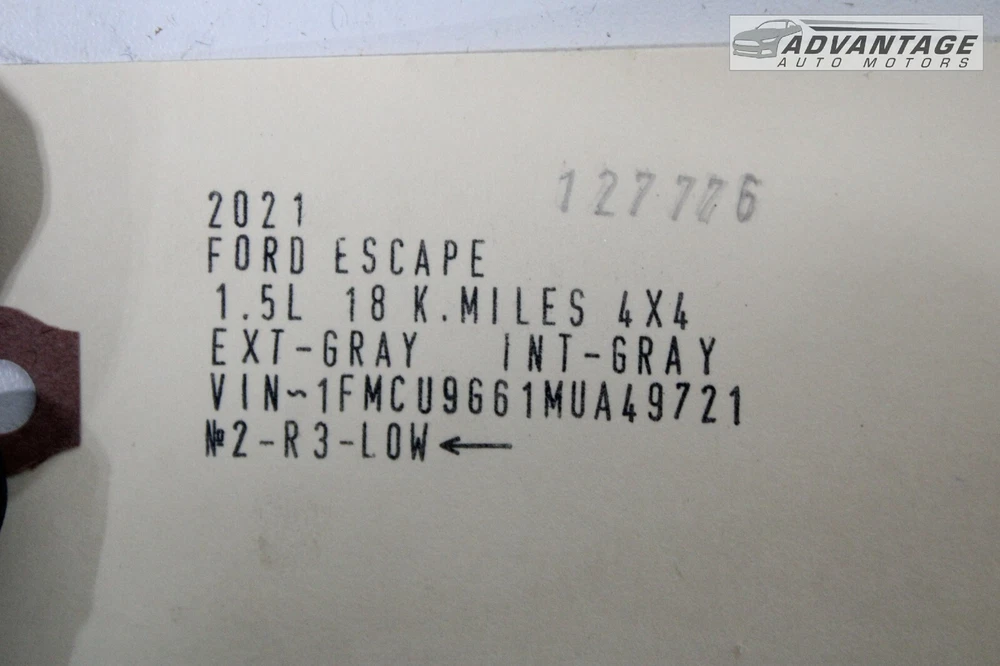 ADVANTAGE
AUTO MOTORS
127776
2021
FORD ESCAPE
1.5L 18 K.MILES 4X4
EXT-GRAY INT-GRAY
VIN~1FMCU9G61MUA49721
№2-R3-LOW←